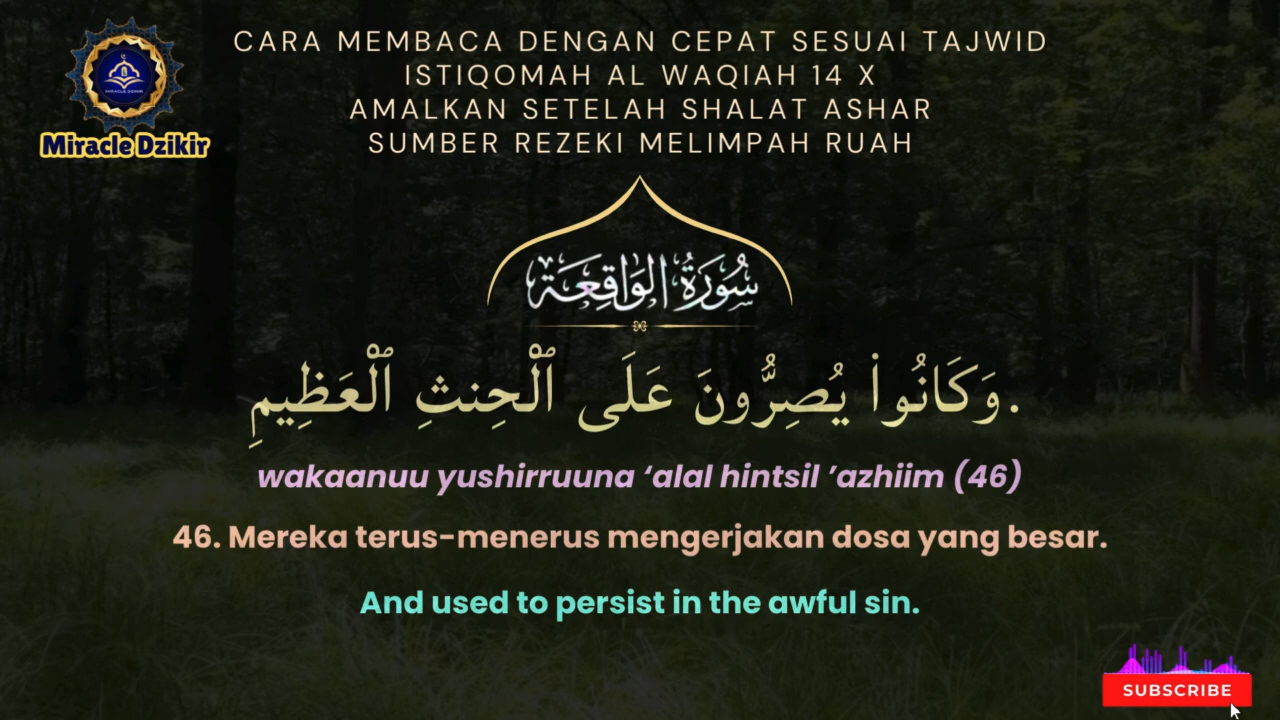 CARA MEMBACA DENGAN CEPAT SESUAI TAJWID
ISTIQOMAH AL WAQIAH 14 X
AMALKAN SETELAH SHALAT ASHAR
SUMBER REZEKI MELIMPAH RUAH
MIRACLE DZIKIR
Miracle Dzikir
سُورَةُ الوَاقِعَة
وَكَانُوا۟ يُصِرُّونَ عَلَى ٱلْحِنثِ ٱلْعَظِيمِ.
wakaanuu yushirruuna ‘alal hintsil ’azhiim (46)
46. Mereka terus-menerus mengerjakan dosa yang besar.
And used to persist in the awful sin.
SUBSCRIBE